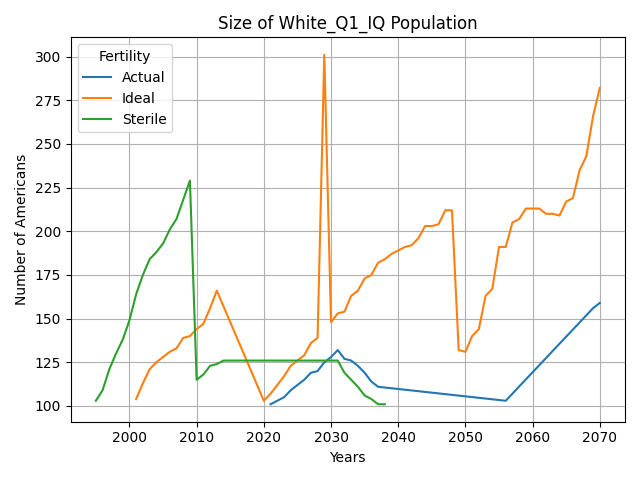 Size of White_Q1_IQ Population
Number of Americans
300
275
250
225
200
175
150
125
100
Fertility
Actual
Ideal
Sterile
2000 2010 2020 2030 2040 2050 2060 2070
Years